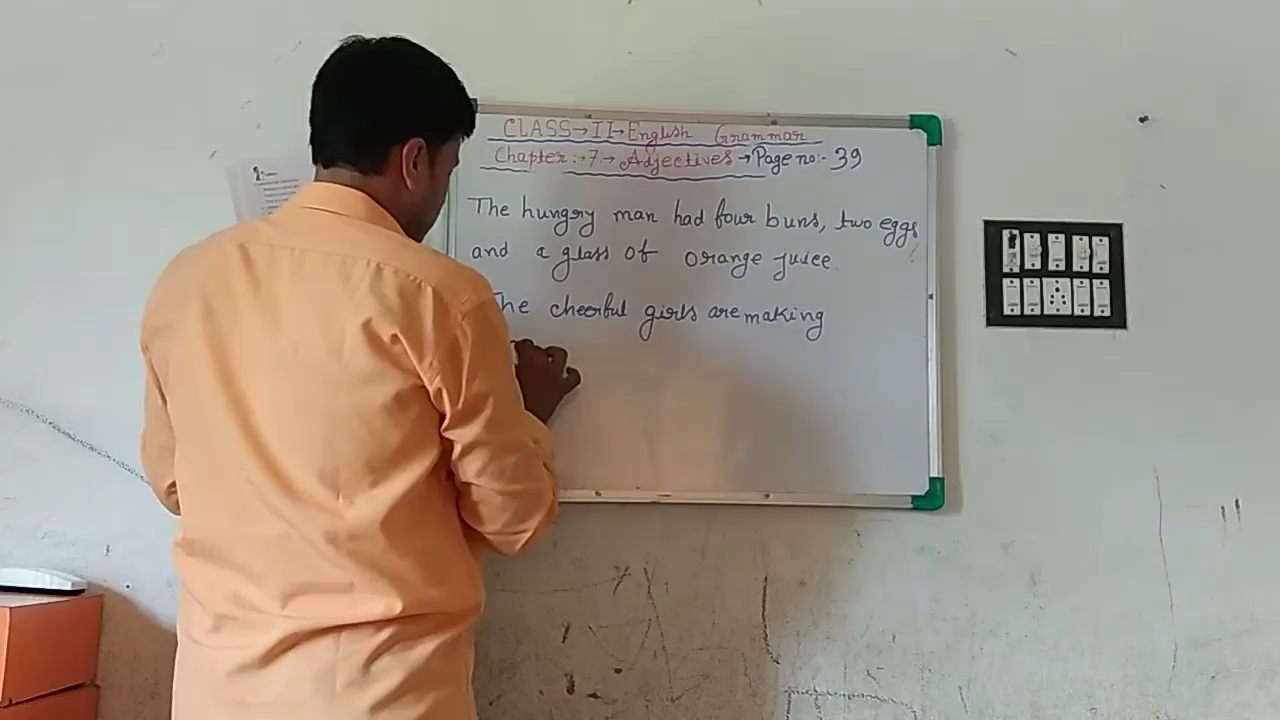 CLASS→II→English Grammar
Chapter:-7→Adjectives→Page no:- 39
The hungry man had four buns, two eggs
and a glass of orange juice.
The cheerful girls are making